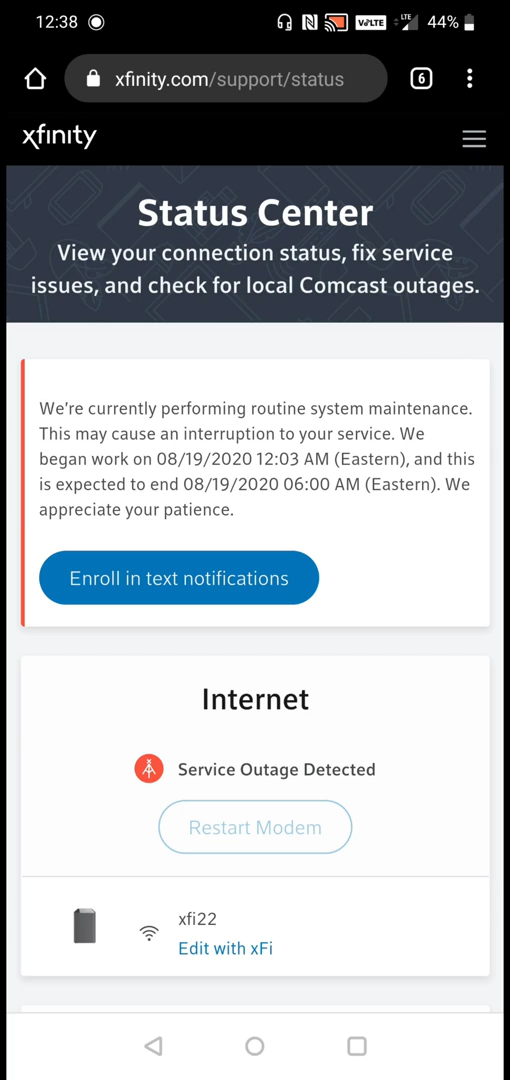 12:38
VoLTE LTE 44%
xfinity.com/support/status
6
xfinity
Status Center
View your connection status, fix service
issues, and check for local Comcast outages.
We're currently performing routine system maintenance.
This may cause an interruption to your service. We
began work on 08/19/2020 12:03 AM (Eastern), and this
is expected to end 08/19/2020 06:00 AM (Eastern). We
appreciate your patience.
Enroll in text notifications
Internet
Service Outage Detected
Restart Modem
xfi22
Edit with xFi